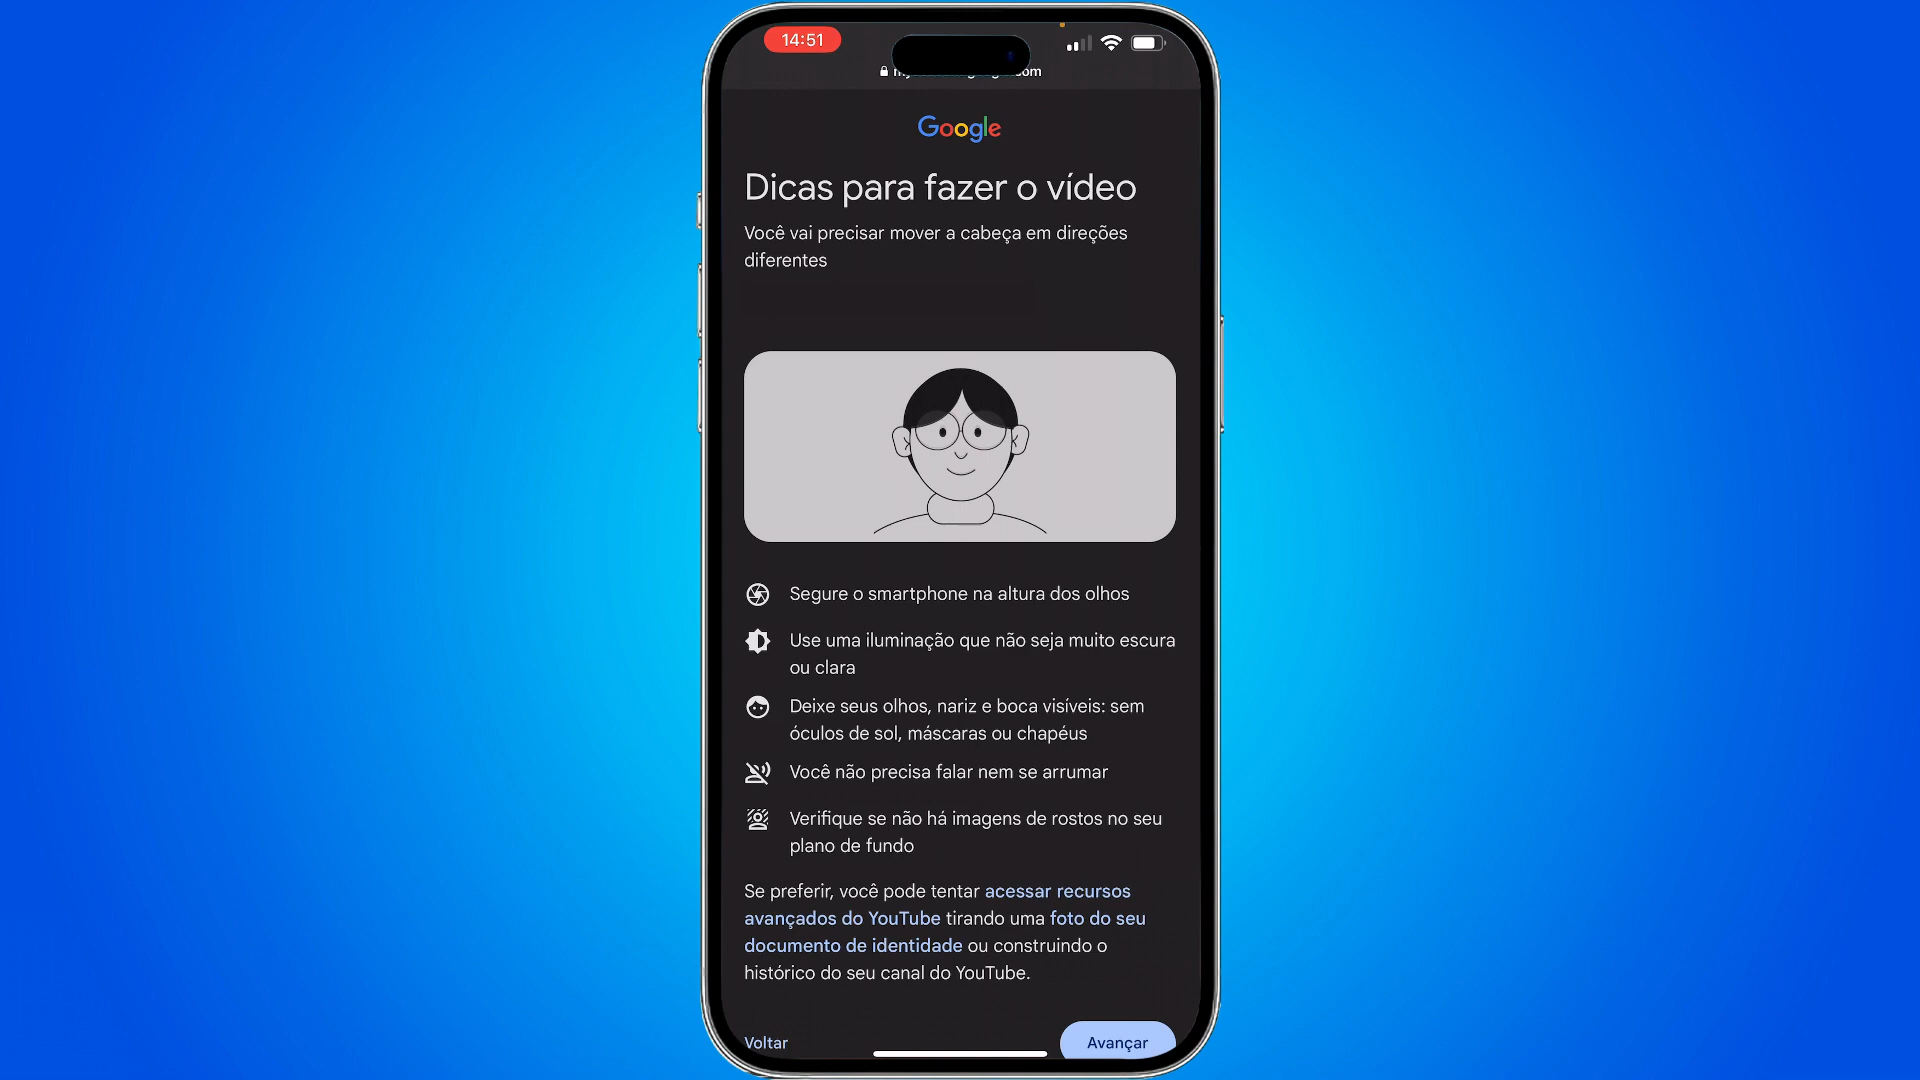 14:51
Google
Dicas para fazer o vídeo
Você vai precisar mover a cabeça em direções
diferentes
Segure o smartphone na altura dos olhos
Use uma iluminação que não seja muito escura
ou clara
Deixe seus olhos, nariz e boca visíveis: sem
óculos de sol, máscaras ou chapéus
Você não precisa falar nem se arrumar
Verifique se não há imagens de rostos no seu
plano de fundo
Se preferir, você pode tentar acessar recursos
avançados do YouTube tirando uma foto do seu
documento de identidade ou construindo o
histórico do seu canal do YouTube.
Voltar
Avançar